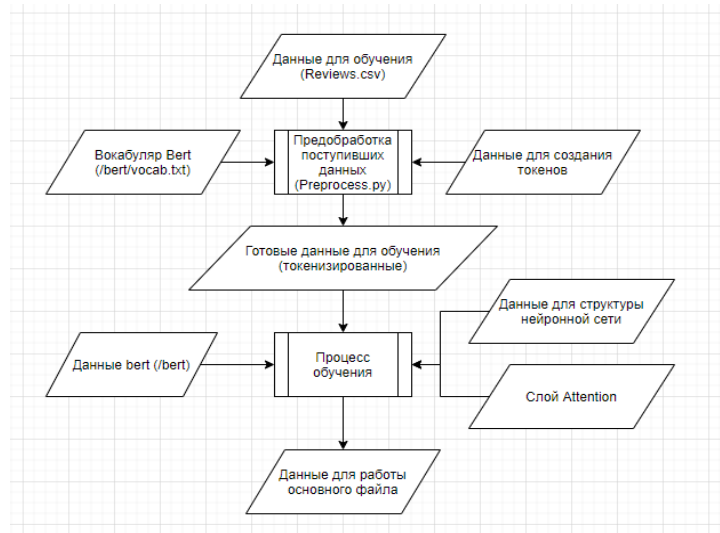 Данные для обучения
(Reviews.csv)
Вокабуляр Bert
(/bert/vocab.txt)
Предобработка
поступивших
данных
(Preprocess.py)
Данные для создания
токенов
Готовые данные для обучения
(токенизированные)
Данные для структуры
нейронной сети
Данные bert (/bert)
Процесс
обучения
Слой Attention
Данные для работы
основного файла